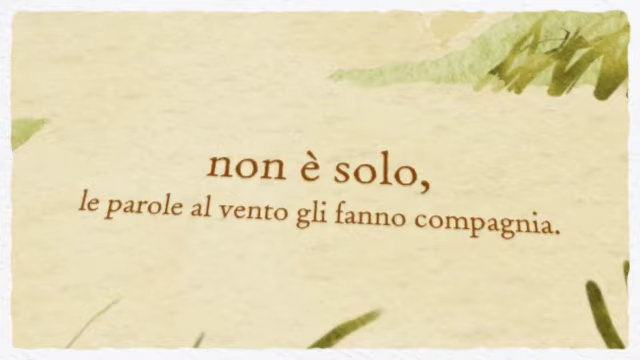 non è solo,
le parole al vento gli fanno compagnia.